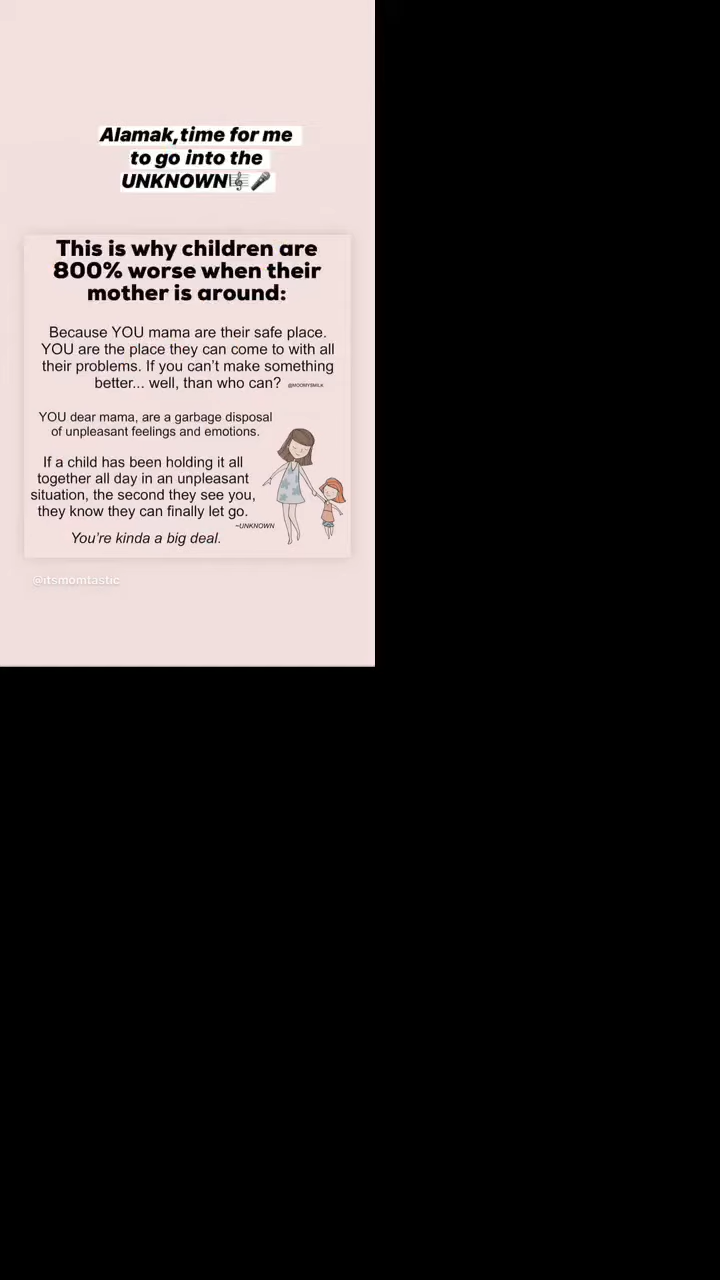 Alamak,time for me
to go into the
UNKNOWN🎼🎤
This is why children are
800% worse when their
mother is around:
Because YOU mama are their safe place.
YOU are the place they can come to with all
their problems. If you can't make something
better... well, than who can? @MOOMYSMILK
YOU dear mama, are a garbage disposal
of unpleasant feelings and emotions.
If a child has been holding it all
together all day in an unpleasant
situation, the second they see you,
they know they can finally let go.
~UNKNOWN
You're kinda a big deal.
@itsmomtastic